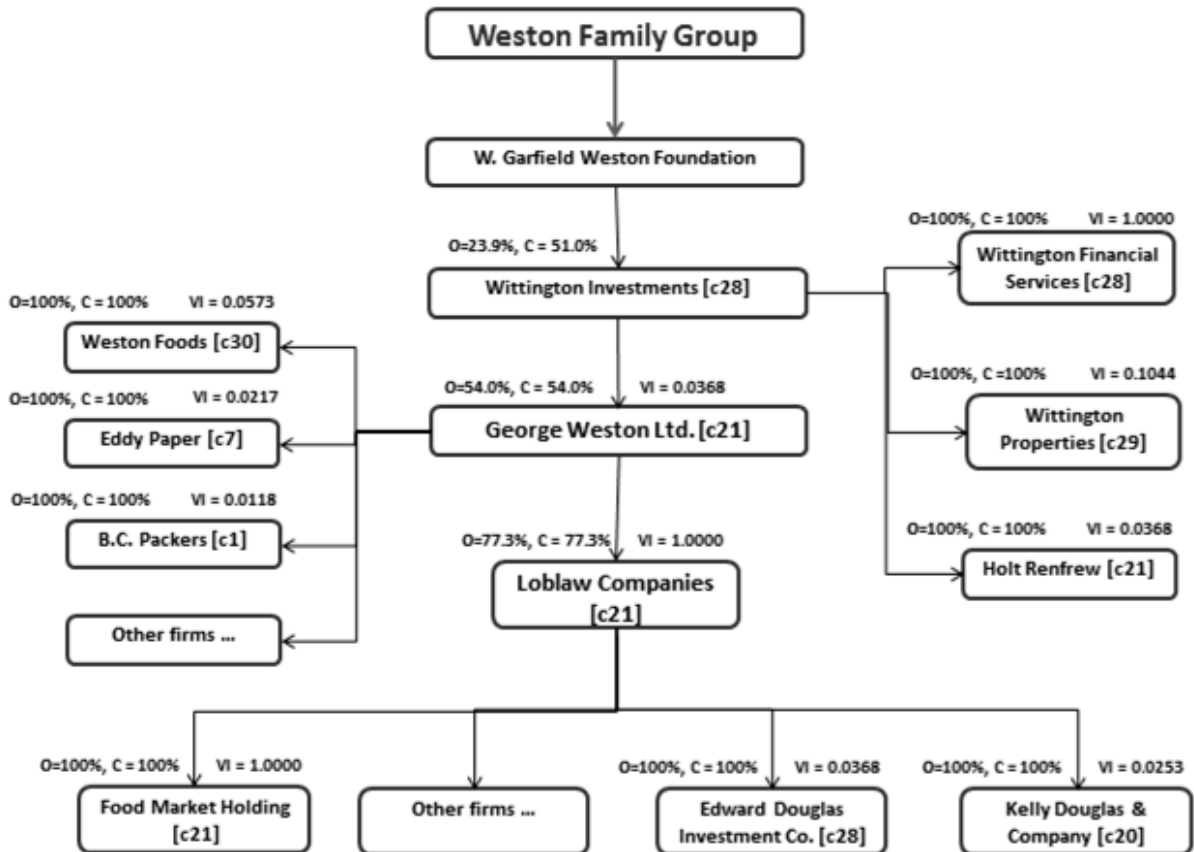 Weston Family Group
W. Garfield Weston Foundation
O=23.9%, C = 51.0%
Wittington Investments [c28]
O=100%, C = 100% VI = 1.0000
Wittington Financial
Services [c28]
O=100%, C =100% VI = 0.1044
Wittington
Properties [c29]
O=100%, C = 100% VI = 0.0368
Holt Renfrew [c21]
O=54.0%, C = 54.0% VI = 0.0368
George Weston Ltd. [c21]
O=100%, C = 100% VI = 0.0573
Weston Foods [c30]
O=100%, C = 100% VI = 0.0217
Eddy Paper [c7]
O=100%, C = 100% VI = 0.0118
B.C. Packers [c1]
Other firms ...
O=77.3%, C = 77.3% VI = 1.0000
Loblaw Companies
[c21]
O=100%, C = 100% VI = 1.0000
Food Market Holding
[c21]
Other firms ...
O=100%, C = 100% VI = 0.0368
Edward Douglas
Investment Co. [c28]
O=100%, C = 100% VI = 0.0253
Kelly Douglas &
Company [c20]